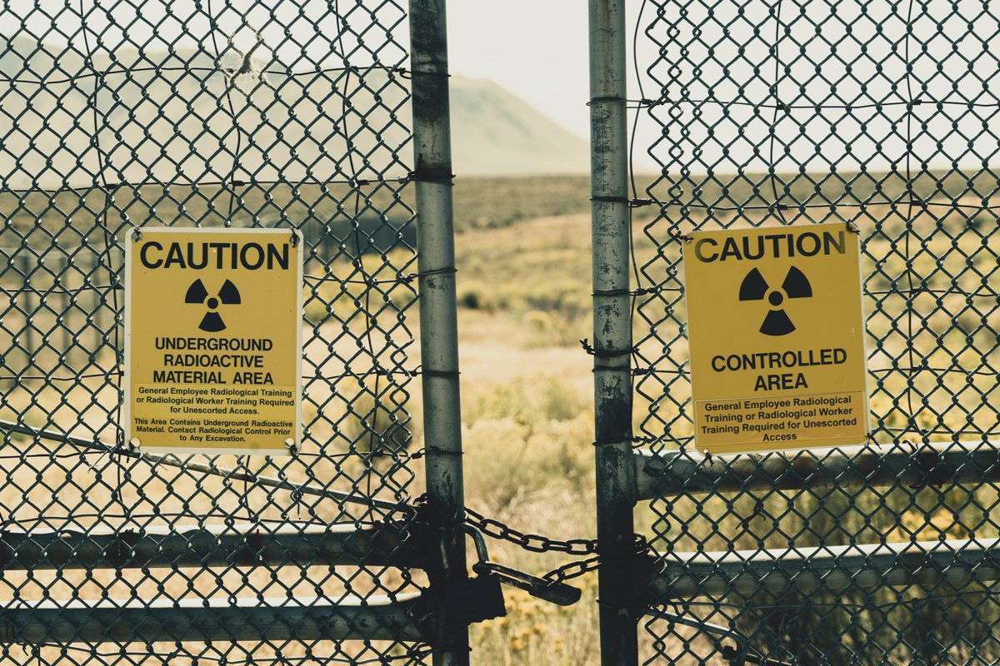 CAUTION
UNDERGROUND
RADIOACTIVE
MATERIAL AREA
General Employee Radiological Training
or Radiological Worker Training Required
for Unescorted Access.
This Area Contains Underground Radioactive
Material. Contact Radiological Control Prior
to Any Excavation.
CAUTION
CONTROLLED
AREA
General Employee Radiological
Training or Radiological Worker
Training Required for Unescorted
Access